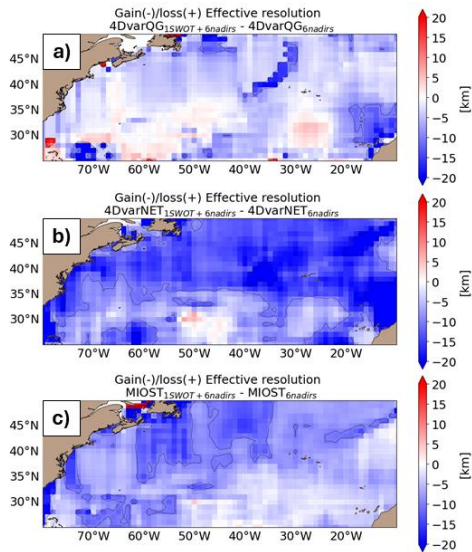 Gain(-)/loss(+) Effective resolution
4DvarQG1SWOT+6nadirs - 4DvarQG6nadirs
a)
45°N
40°N
35°N
30°N
70°W 60°W 50°W 40°W 30°W 20°W
20
15
10
5
0
−5
−10
−15
−20
[km]
Gain(-)/loss(+) Effective resolution
4DvarNET1SWOT+6nadirs - 4DvarNET6nadirs
b)
45°N
40°N
35°N
30°N
70°W 60°W 50°W 40°W 30°W 20°W
20
15
10
5
0
−5
−10
−15
−20
[km]
Gain(-)/loss(+) Effective resolution
MIOST1SWOT+6nadirs - MIOST6nadirs
c)
45°N
40°N
35°N
30°N
70°W 60°W 50°W 40°W 30°W 20°W
20
15
10
5
0
−5
−10
−15
−20
[km]